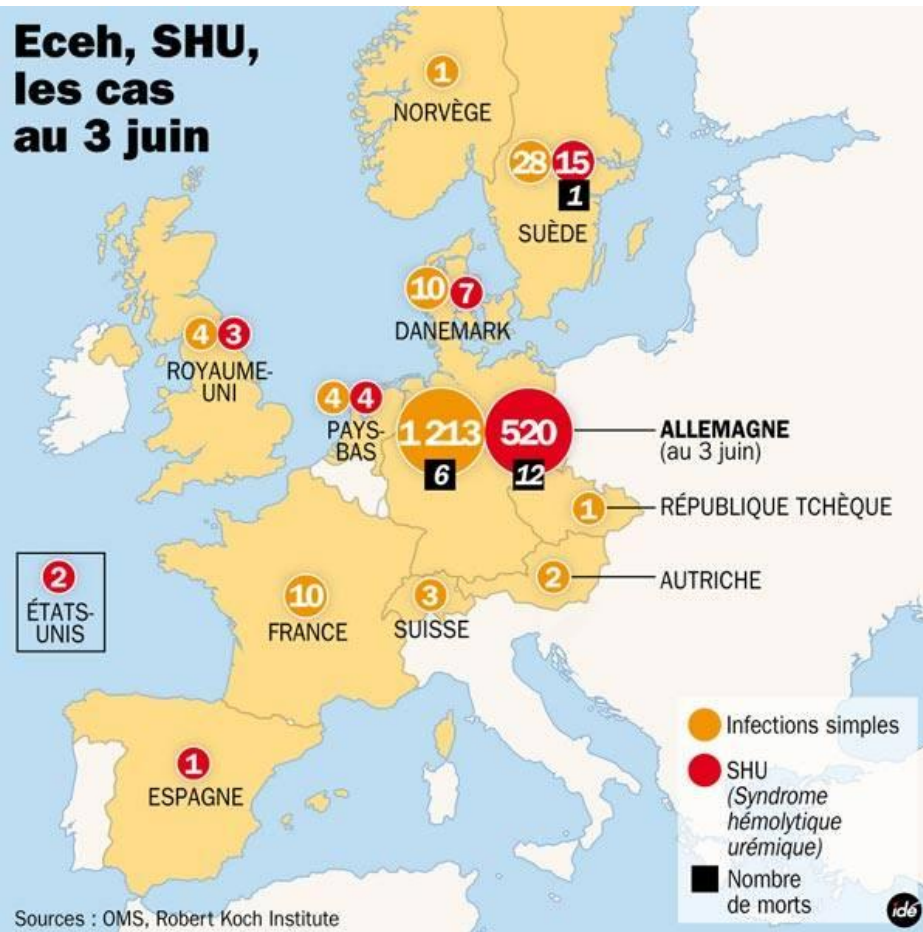 Eceh, SHU,
les cas
au 3 juin
1
NORVÈGE
28 15
1
SUÈDE
10 7
DANEMARK
4 3
ROYAUME-
UNI
4 4
PAYS-
BAS
1 213 520
6 12
ALLEMAGNE
(au 3 juin)
1
RÉPUBLIQUE TCHÈQUE
2
AUTRICHE
2
ÉTATS-
UNIS
10
FRANCE
3
SUISSE
1
ESPAGNE
Infections simples
SHU
(Syndrome
hémolytique
urémique)
Nombre
de morts
Sources : OMS, Robert Koch Institute
idé